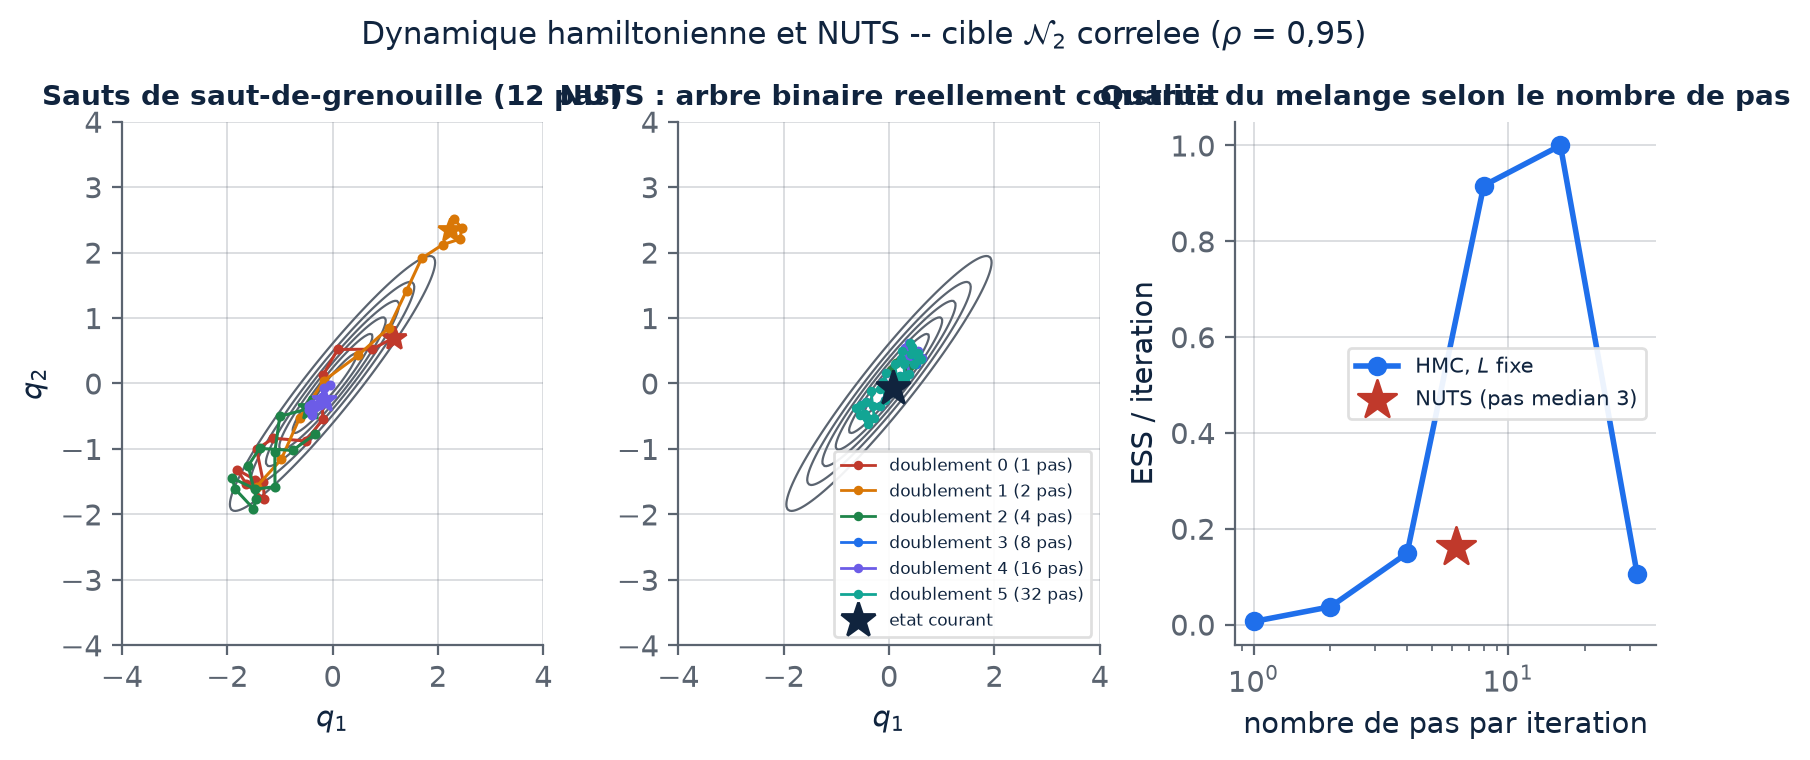 Dynamique hamiltonienne et NUTS -- cible 𝒩₂ correlee (ρ = 0,95)
Sauts de saut-de-grenouille (12 pas)
NUTS : arbre binaire reellement construit
Qualite du melange selon le nombre de pas
4
3
2
1
0
−1
−2
−3
−4
−4 −2 0 2 4
q₂
q₁
4
3
2
1
0
−1
−2
−3
−4
−4 −2 0 2 4
q₁
doublement 0 (1 pas)
doublement 1 (2 pas)
doublement 2 (4 pas)
doublement 3 (8 pas)
doublement 4 (16 pas)
doublement 5 (32 pas)
etat courant
ESS / iteration
1.0
0.8
0.6
0.4
0.2
0.0
HMC, L fixe
NUTS (pas median 3)
10⁰ 10¹
nombre de pas par iteration